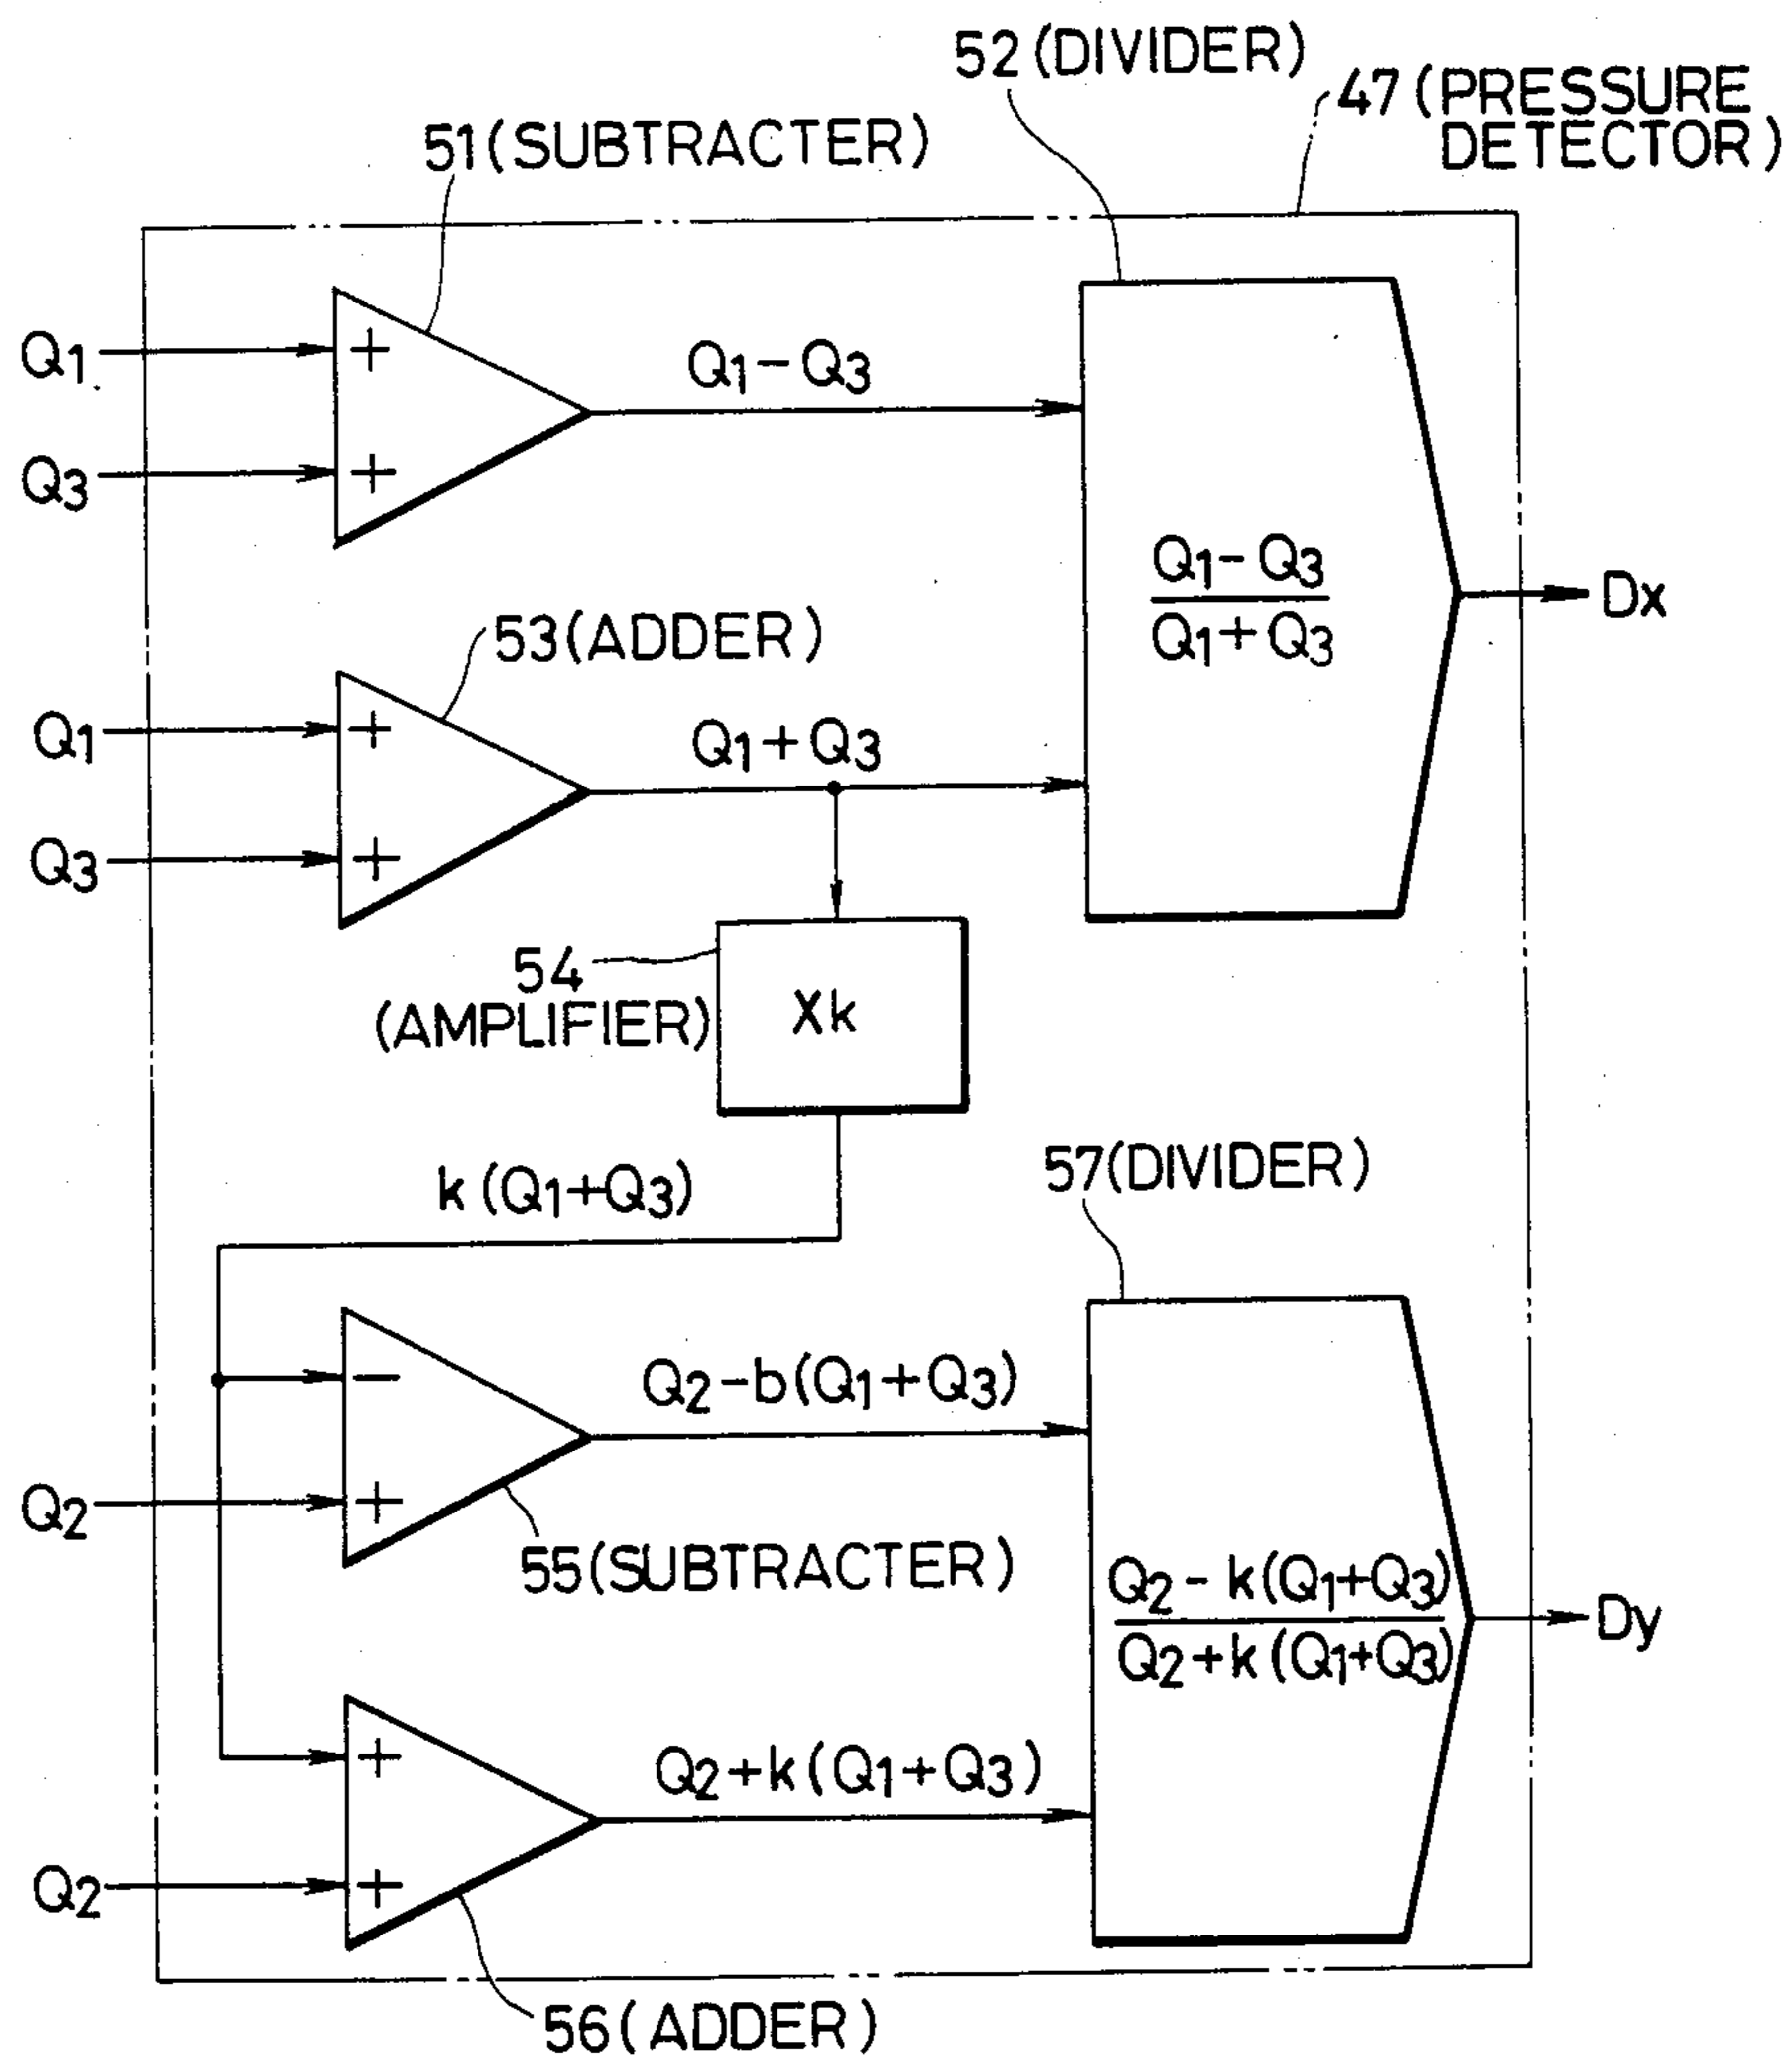 52 (DIVIDER)
47 (PRESSURE
DETECTOR)
51 (SUBTRACTER)
Q1
+
Q1-Q3
Q3
+
Q1-Q3
Q1+Q3
Dx
53 (ADDER)
Q1
+
Q1+Q3
Q3
+
54
(AMPLIFIER)
Xk
k (Q1+Q3)
57 (DIVIDER)
-
Q2-b(Q1+Q3)
Q2
+
55 (SUBTRACTER)
Q2-k(Q1+Q3)
Q2+k(Q1+Q3)
Dy
+
Q2+k(Q1+Q3)
Q2
+
56 (ADDER)